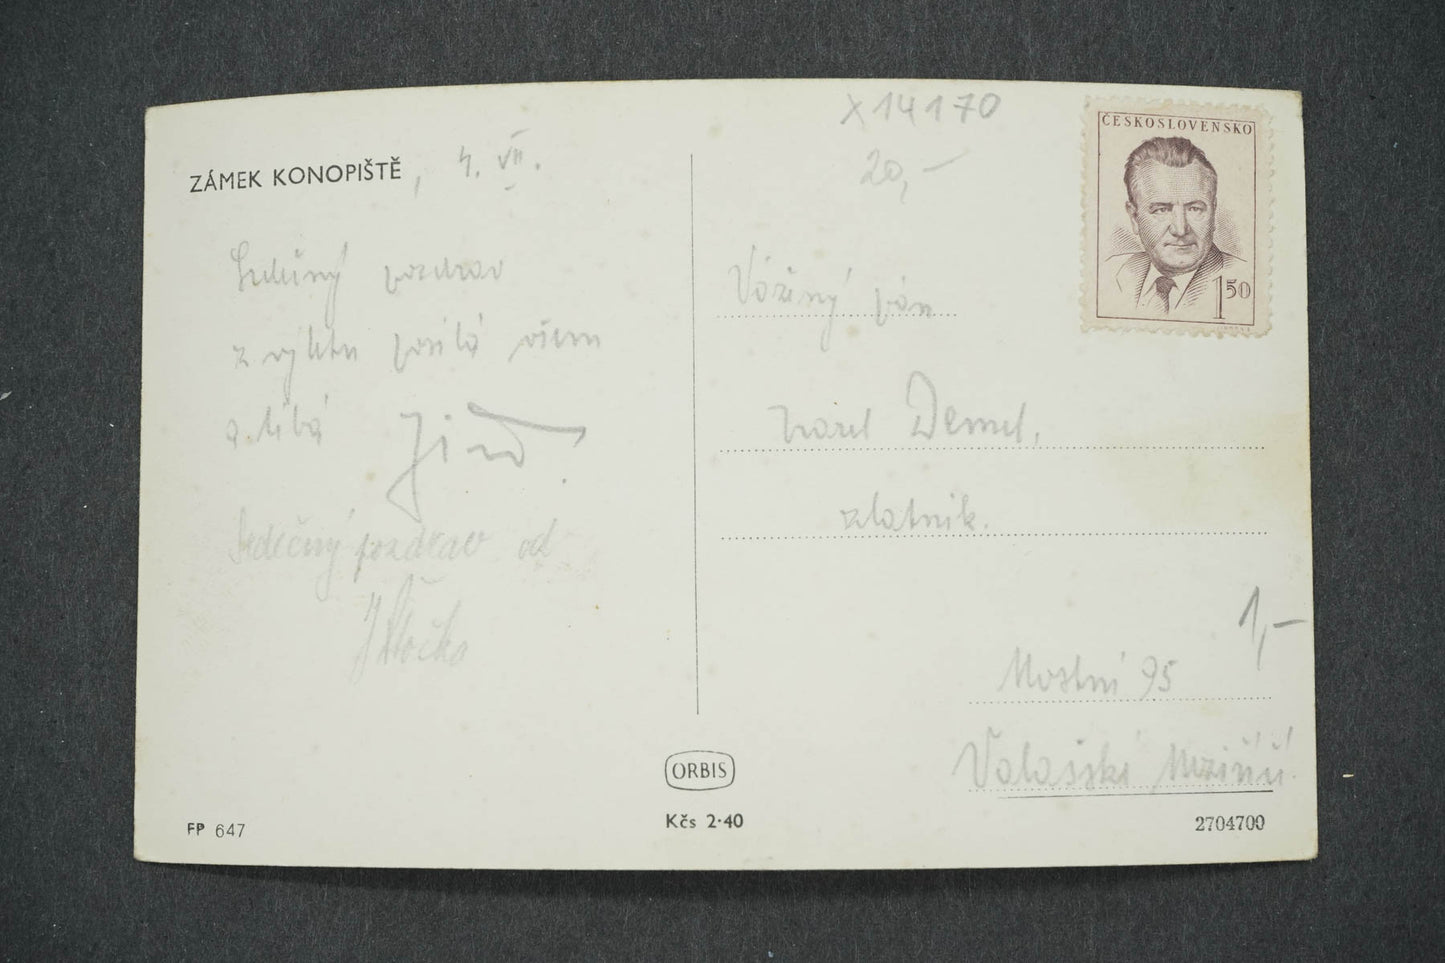 ZÁMEK KONOPIŠTĚ, 4. VII.
Srdečný pozdrav
z výletu posílá všem
a líbá
Srdečný pozdrav od
X14170
20,-
ČESKOSLOVENSKO
1 50
Vážený pán
Karel Demel,
zlatník.
1,-
Mostní 95
Valašské Meziříčí
ORBIS
FP 647
Kčs 2·40
2704700